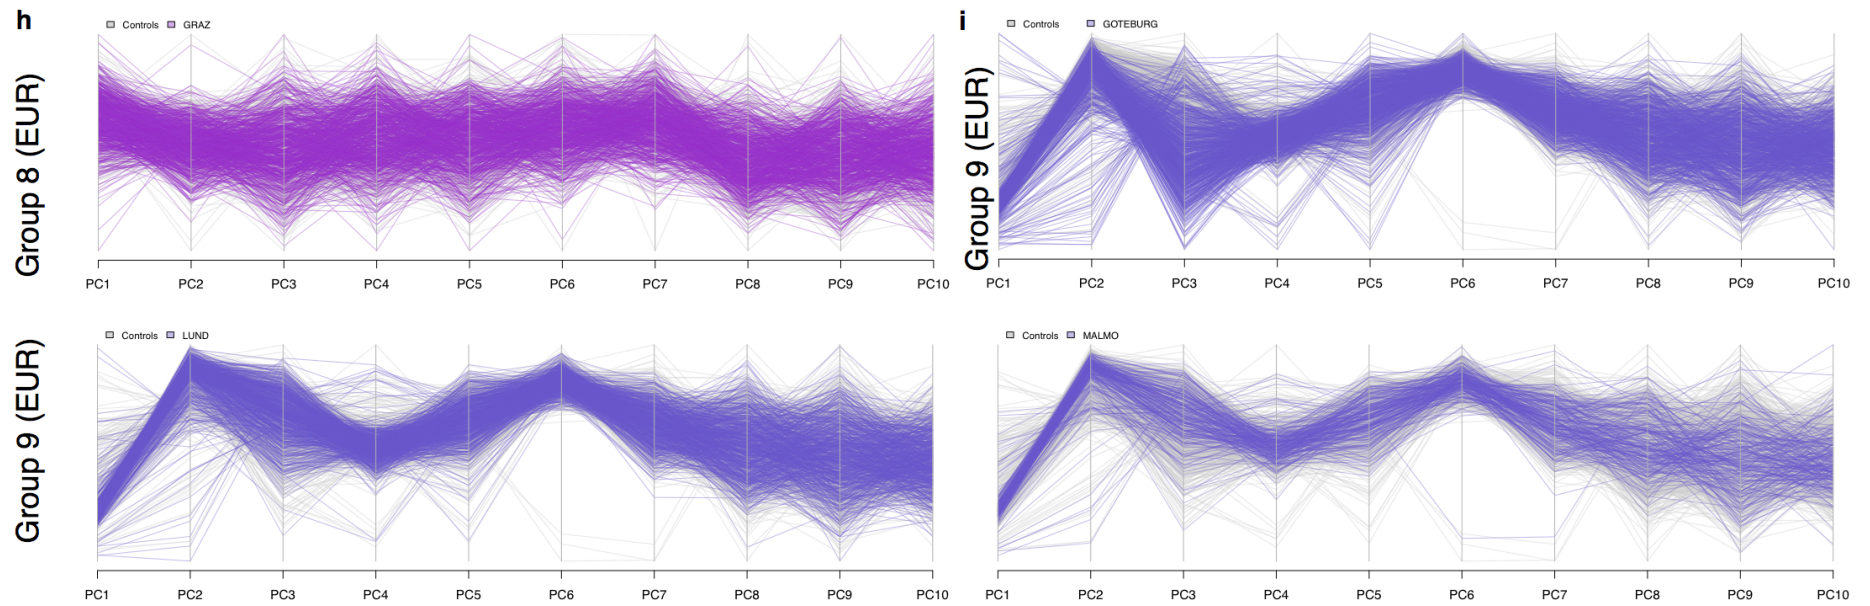 h
Controls GRAZ
Group 8 (EUR)
PC1 PC2 PC3 PC4 PC5 PC6 PC7 PC8 PC9 PC10
i
Controls GOTEBURG
Group 9 (EUR)
PC1 PC2 PC3 PC4 PC5 PC6 PC7 PC8 PC9 PC10
Controls LUND
Group 9 (EUR)
PC1 PC2 PC3 PC4 PC5 PC6 PC7 PC8 PC9 PC10
Controls MALMO
PC1 PC2 PC3 PC4 PC5 PC6 PC7 PC8 PC9 PC10